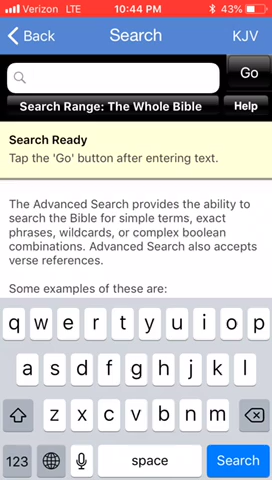 Verizon LTE 10:44 PM 43%
Back Search KJV
Go
Search Range: The Whole Bible Help
Search Ready
Tap the 'Go' button after entering text.
The Advanced Search provides the ability to
search the Bible for simple terms, exact
phrases, wildcards, or complex boolean
combinations. Advanced Search also accepts
verse references.
Some examples of these are:
q w e r t y u i o p
a s d f g h j k l
z x c v b n m
123 space Search